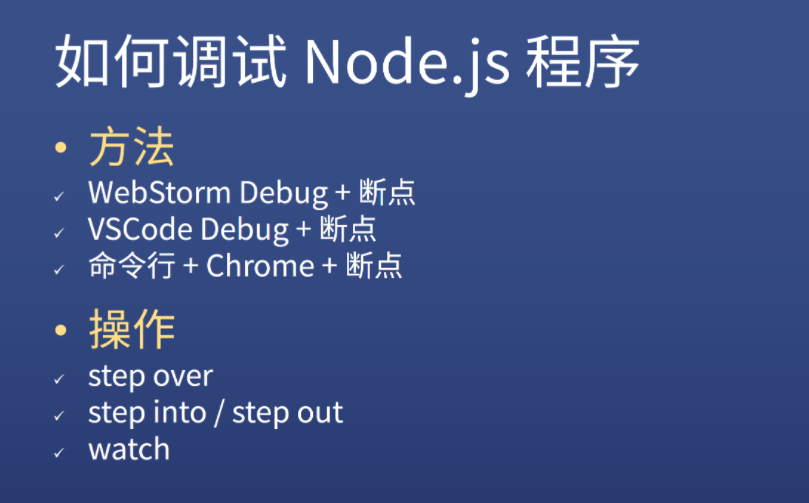 如何调试 Node.js 程序
• 方法
✓ WebStorm Debug + 断点
✓ VSCode Debug + 断点
✓ 命令行 + Chrome + 断点
• 操作
✓ step over
✓ step into / step out
✓ watch